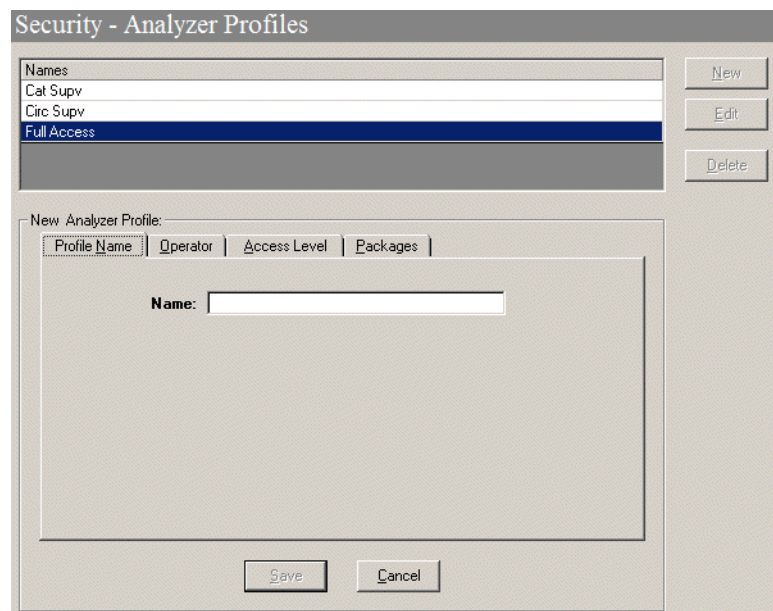 Security - Analyzer Profiles
Names
Cat Supv
Circ Supv
Full Access
New
Edit
Delete
New Analyzer Profile:
Profile Name
Operator
Access Level
Packages
Name:
Save
Cancel